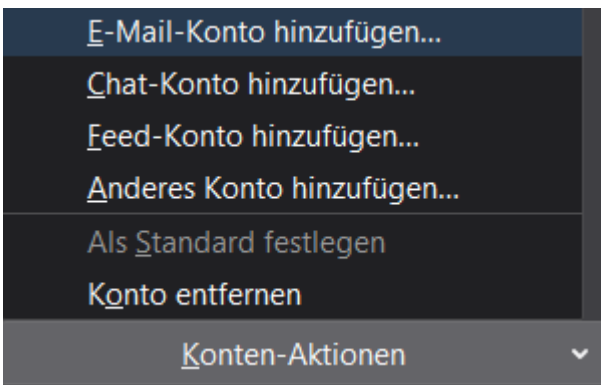 E-Mail-Konto hinzufügen...
Chat-Konto hinzufügen...
Feed-Konto hinzufügen...
Anderes Konto hinzufügen...
Als Standard festlegen
Konto entfernen
Konten-Aktionen